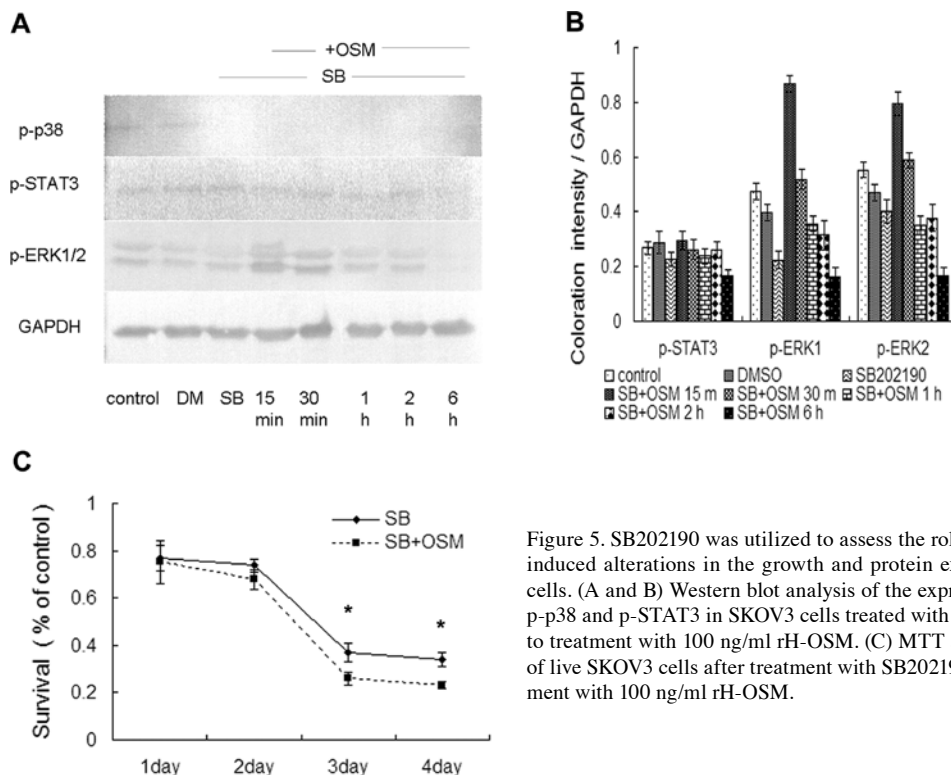 A
+OSM
SB
p-p38
p-STAT3
p-ERK1/2
GAPDH
control DM SB 15 min 30 min 1 h 2 h 6 h
B
Coloration intensity / GAPDH
1
0.8
0.6
0.4
0.2
0
p-STAT3 p-ERK1 p-ERK2
control DMSO SB202190
SB+OSM 15 m SB+OSM 30 m SB+OSM 1 h
SB+OSM 2 h SB+OSM 6 h
C
Survival ( % of control)
1
0.8
0.6
0.4
0.2
0
SB
SB+OSM
* *
1day 2day 3day 4day
Figure 5. SB202190 was utilized to assess the rol
induced alterations in the growth and protein ex
cells. (A and B) Western blot analysis of the expr
p-p38 and p-STAT3 in SKOV3 cells treated with
to treatment with 100 ng/ml rH-OSM. (C) MTT
of live SKOV3 cells after treatment with SB20219
ment with 100 ng/ml rH-OSM.